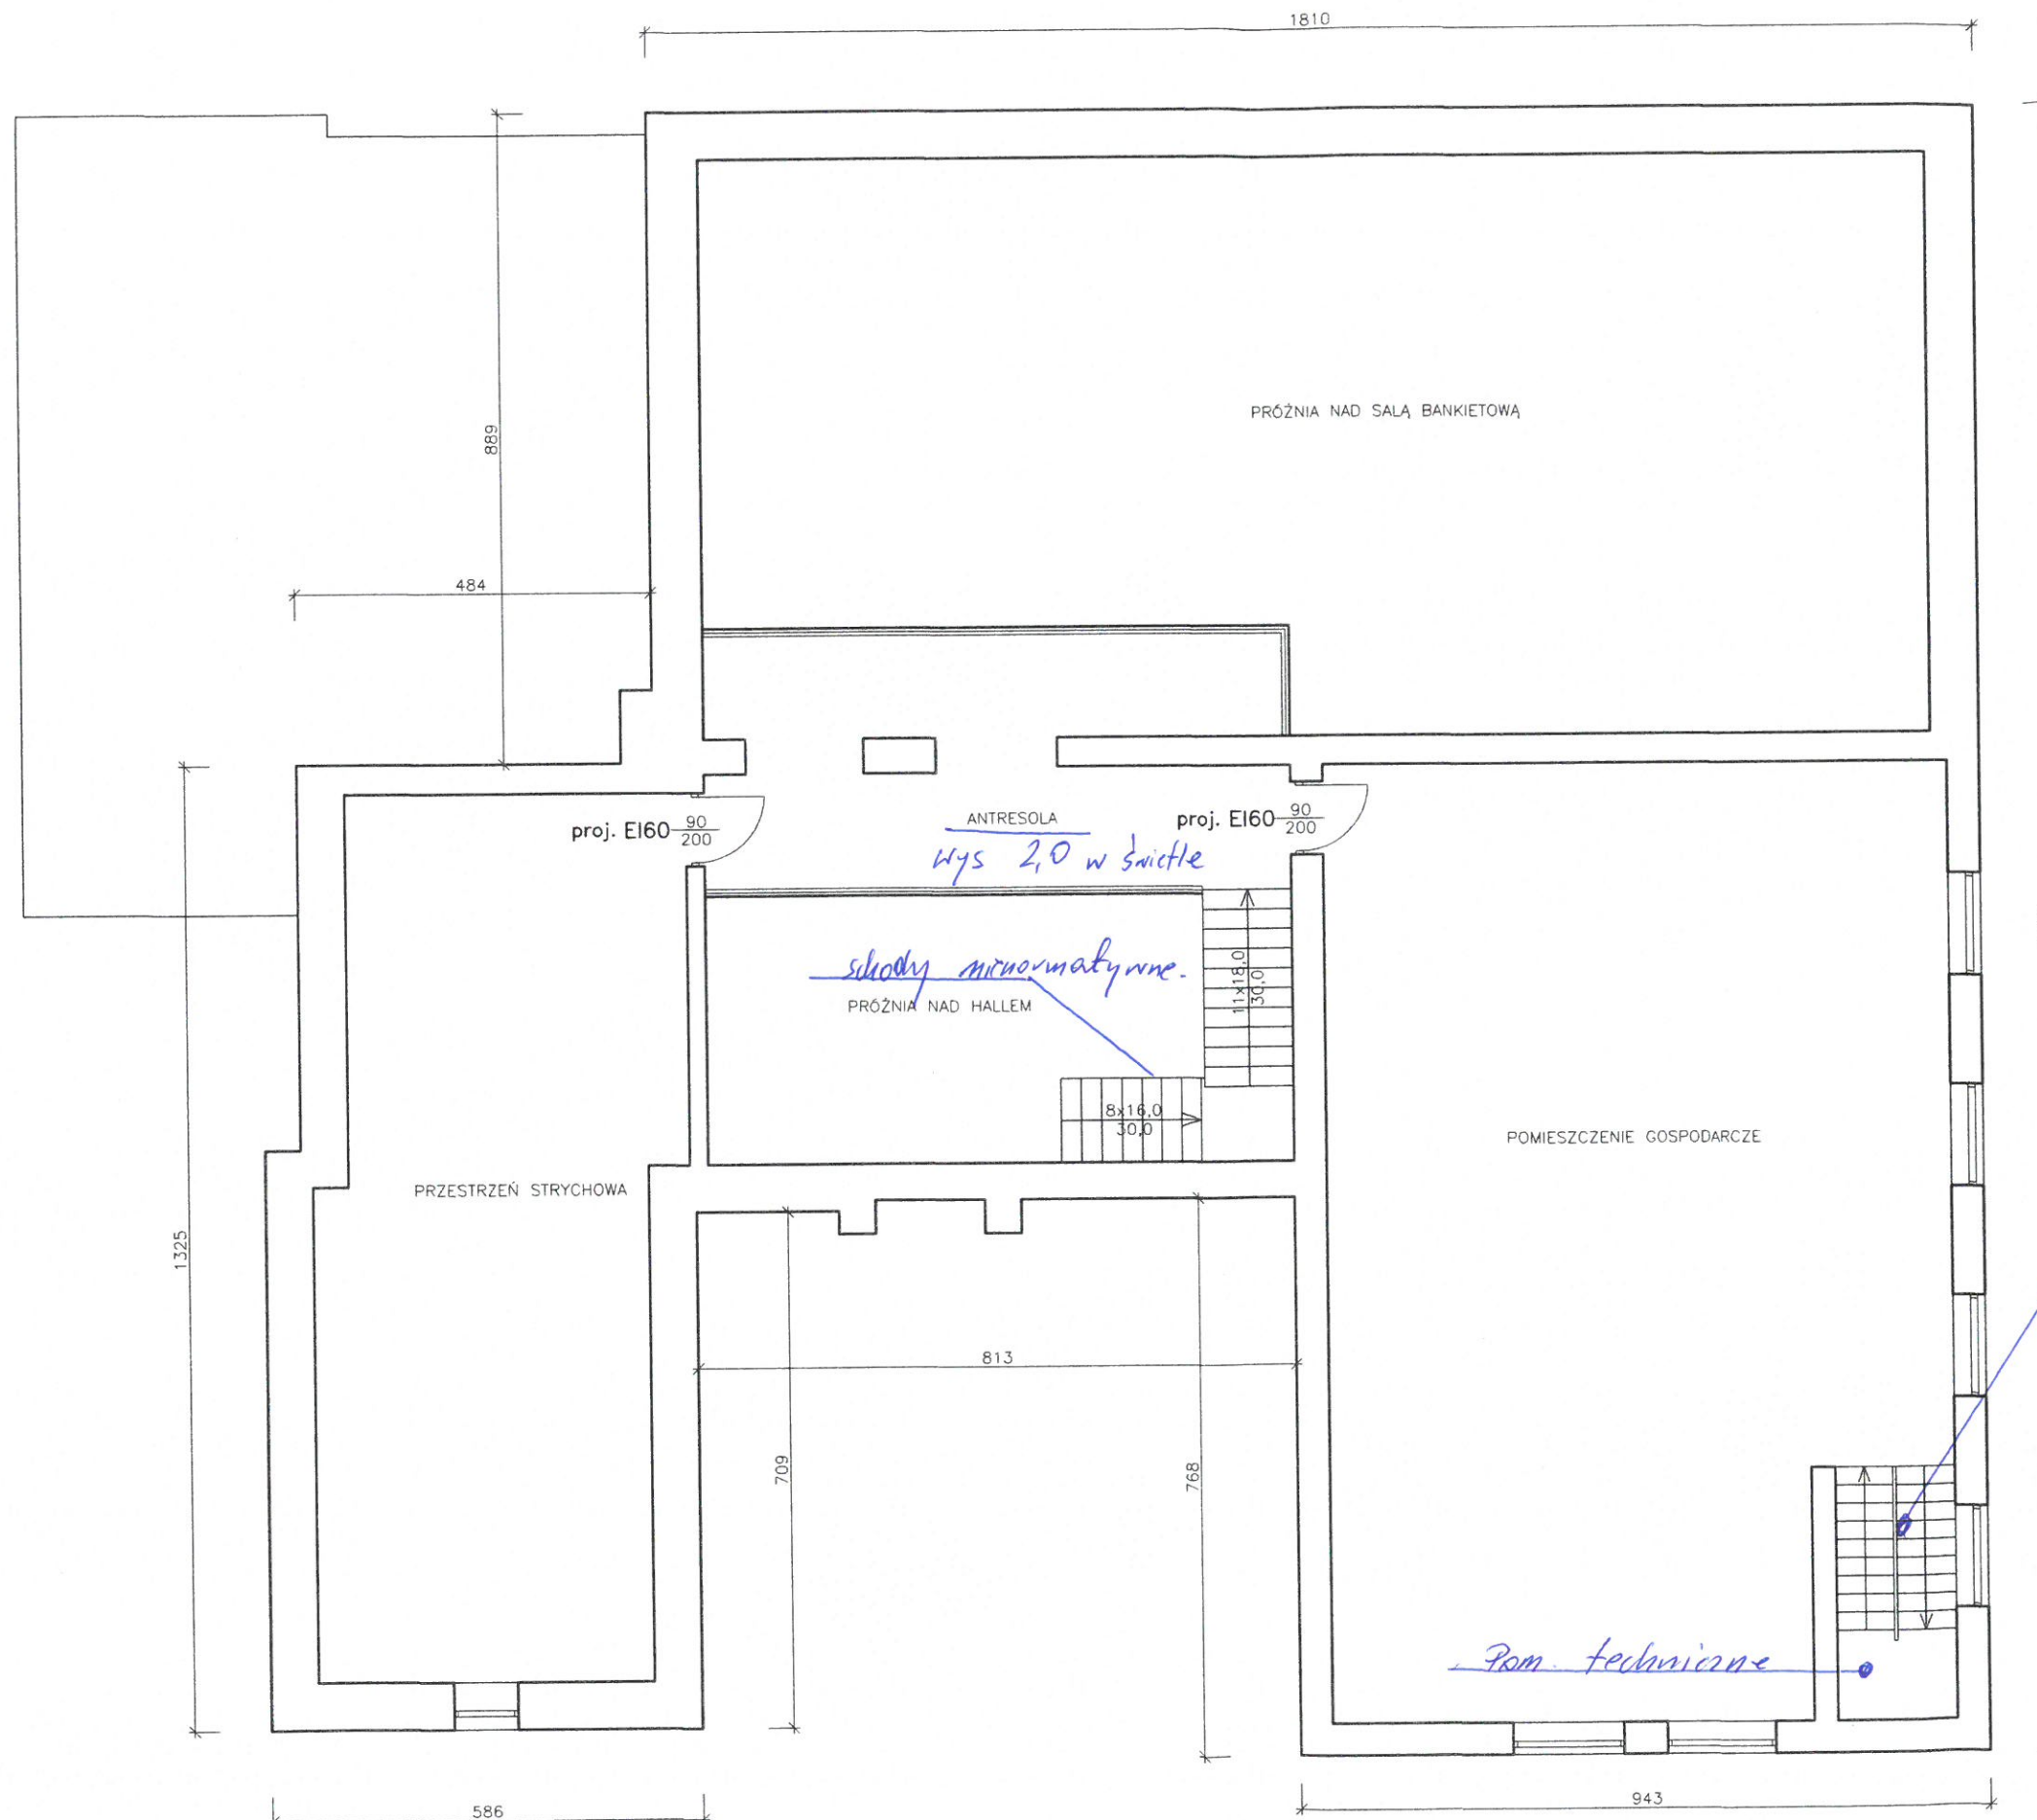 1810
PRÓŻNIA NAD SALĄ BANKIETOWĄ
889
484
proj. EI60 90
200
ANTRESOLA
proj. EI60 90
200
wys 2,0 w świetle
schody nienormatywne.
11x18,0
30,0
PRÓŻNIA NAD HALLEM
8x16,0
30,0
POMIESZCZENIE GOSPODARCZE
PRZESTRZEŃ STRYCHOWA
1325
813
709
768
Pom. techniczne
586
943